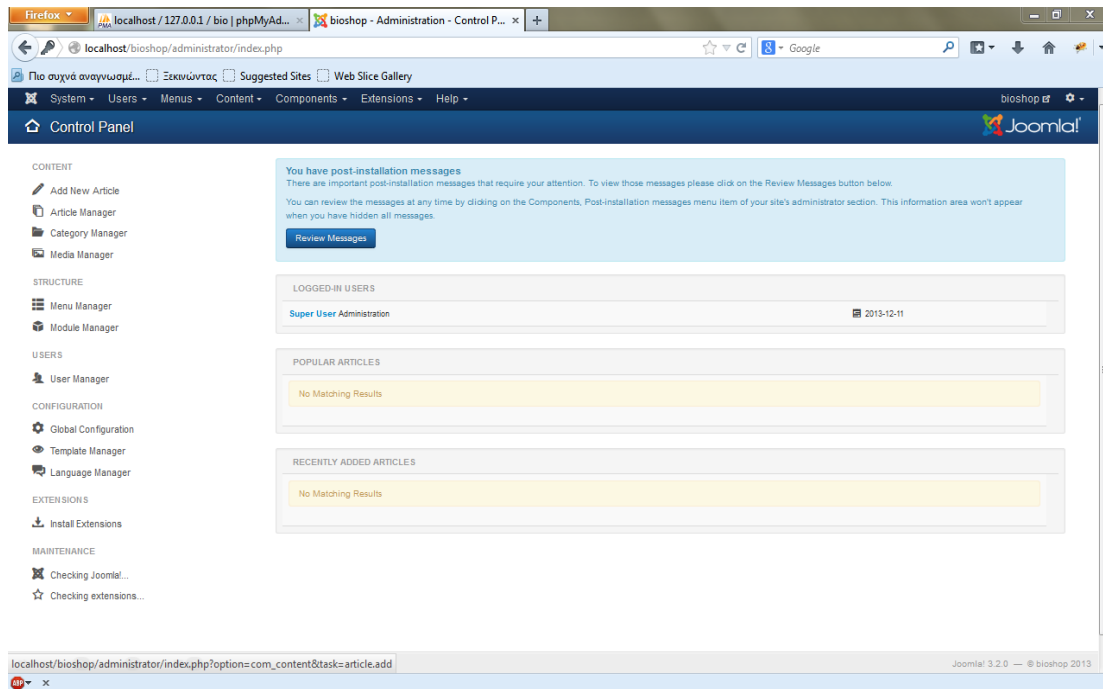 Firefox
localhost / 127.0.0.1 / bio | phpMyAd... ×
bioshop - Administration - Control P... × +
localhost/bioshop/administrator/index.php
Google
Πιο συχνά αναγνωσμέ... Ξεκινώντας Suggested Sites Web Slice Gallery
System Users Menus Content Components Extensions Help bioshop
Control Panel Joomla!
CONTENT
Add New Article
Article Manager
Category Manager
Media Manager
STRUCTURE
Menu Manager
Module Manager
USERS
User Manager
CONFIGURATION
Global Configuration
Template Manager
Language Manager
EXTENSIONS
Install Extensions
MAINTENANCE
Checking Joomla!...
Checking extensions...
You have post-installation messages
There are important post-installation messages that require your attention. To view those messages please click on the Review Messages button below.
You can review the messages at any time by clicking on the Components, Post-installation messages menu item of your site's administrator section. This information area won't appear
when you have hidden all messages.
Review Messages
LOGGED-IN USERS
Super User Administration 2013-12-11
POPULAR ARTICLES
No Matching Results
RECENTLY ADDED ARTICLES
No Matching Results
localhost/bioshop/administrator/index.php?option=com_content&task=article.add
Joomla! 3.2.0 — © bioshop 2013
ABP ×